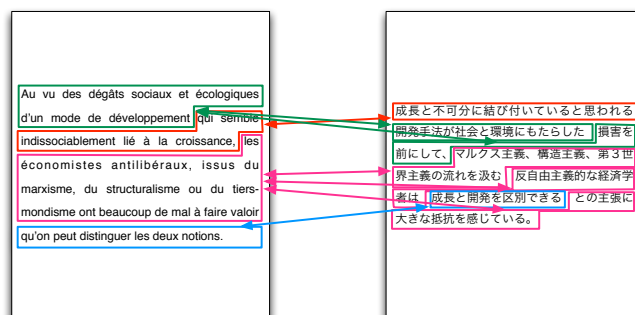 Au vu des dégâts sociaux et écologiques
d'un mode de développement qui semble
indissociablement lié à la croissance, les
économistes antilibéraux, issus du
marxisme, du structuralisme ou du tiers-
mondisme ont beaucoup de mal à faire valoir
qu'on peut distinguer les deux notions.
成長と不可分に結び付いていると思われる
開発手法が社会と環境にもたらした 損害を
前にして、マルクス主義、構造主義、第3世
界主義の流れを汲む 反自由主義的な経済学
者は 成長と開発を区別できる との主張に
大きな抵抗を感じている。